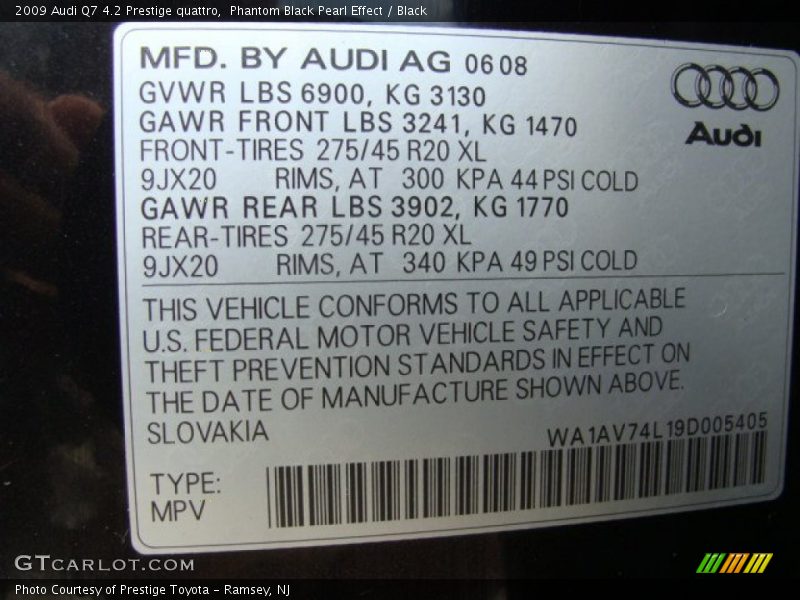 2009 Audi Q7 4.2 Prestige quattro,  Phantom Black Pearl Effect / Black
MFD. BY AUDI AG 0608
GVWR LBS 6900, KG 3130
GAWR FRONT LBS 3241, KG 1470
FRONT-TIRES 275/45 R20 XL
9JX20 RIMS, AT 300 KPA 44 PSI COLD
GAWR REAR LBS 3902, KG 1770
REAR-TIRES 275/45 R20 XL
9JX20 RIMS, AT 340 KPA 49 PSI COLD
Audi
THIS VEHICLE CONFORMS TO ALL APPLICABLE
U.S. FEDERAL MOTOR VEHICLE SAFETY AND
THEFT PREVENTION STANDARDS IN EFFECT ON
THE DATE OF MANUFACTURE SHOWN ABOVE.
SLOVAKIA
WA1AV74L19D005405
TYPE:
MPV
GTCARLOT.COM
Photo Courtesy of Prestige Toyota - Ramsey, NJ